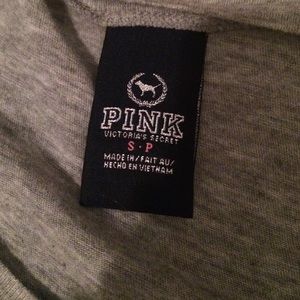 PINK
VICTORIA'S SECRET
S • P
MADE IN/FAIT AU/
HECHO EN VIETNAM